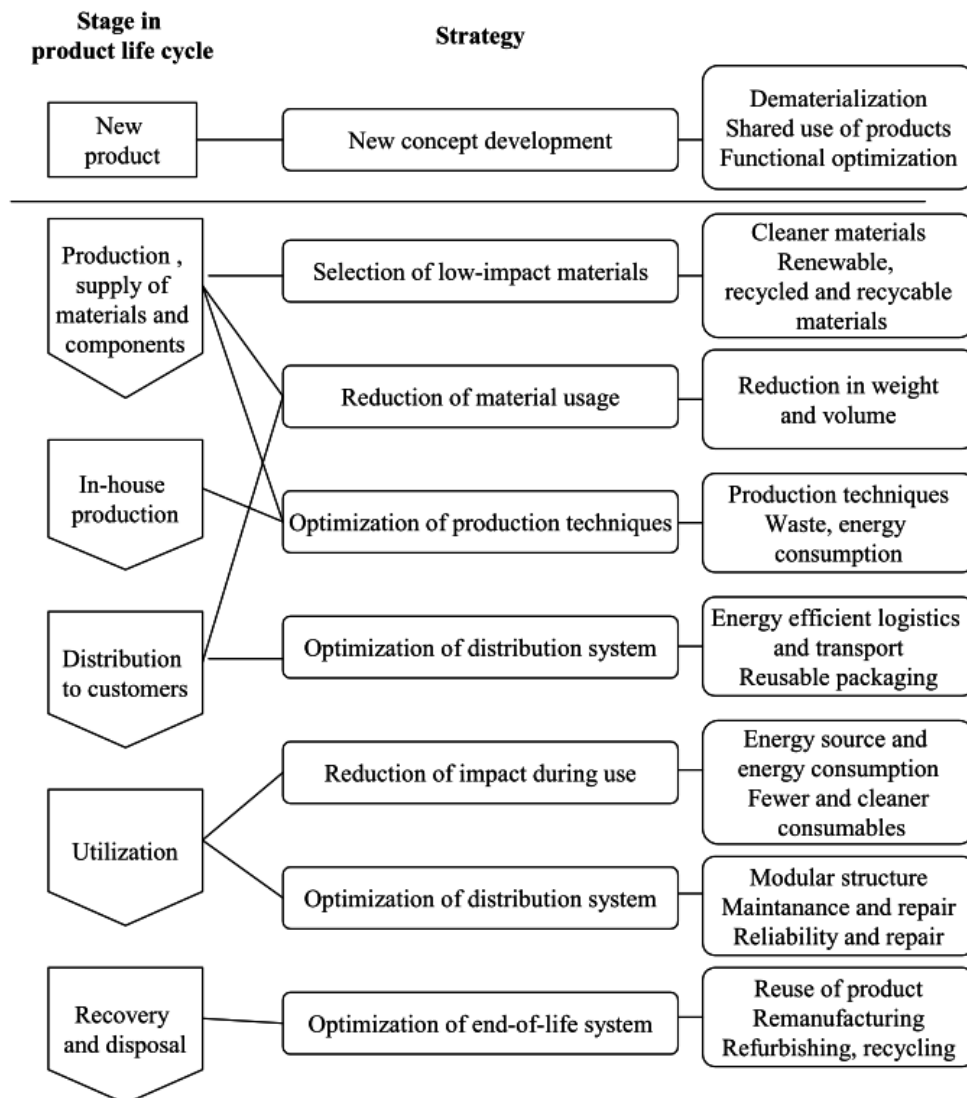 Stage in
product life cycle
Strategy
New
product
New concept development
Dematerialization
Shared use of products
Functional optimization
Production ,
supply of
materials and
components
Selection of low-impact materials
Cleaner materials
Renewable,
recycled and recycable
materials
Reduction of material usage
Reduction in weight
and volume
In-house
production
Optimization of production techniques
Production techniques
Waste, energy
consumption
Distribution
to customers
Optimization of distribution system
Energy efficient logistics
and transport
Reusable packaging
Utilization
Reduction of impact during use
Energy source and
energy consumption
Fewer and cleaner
consumables
Optimization of distribution system
Modular structure
Maintanance and repair
Reliability and repair
Recovery
and disposal
Optimization of end-of-life system
Reuse of product
Remanufacturing
Refurbishing, recycling